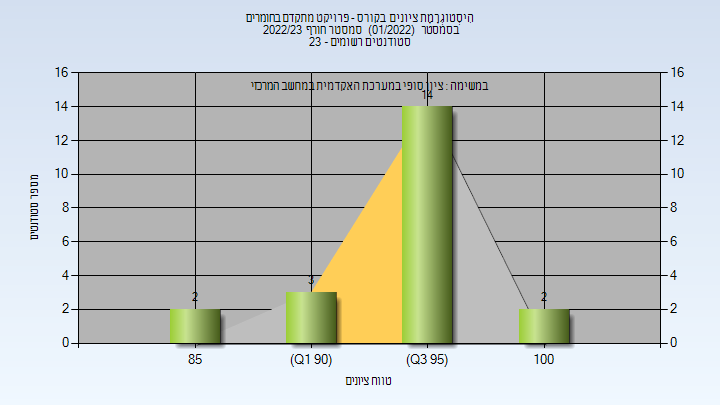 היסטוגרמת ציונים בקורס - פרויקט מתקדם בחומרים
בסמסטר (01/2022) סמסטר חורף 2022/23
סטודנטים רשומים - 23
במשימה : ציון סופי במערכת האקדמית במחשב המרכזי
16 16
14 14
12 12
10 10
8 8
6 6
4 4
2 2
0 0
2 3 14 2
85 (Q1 90) (Q3 95) 100
מספר סטודנטים
טווח ציונים